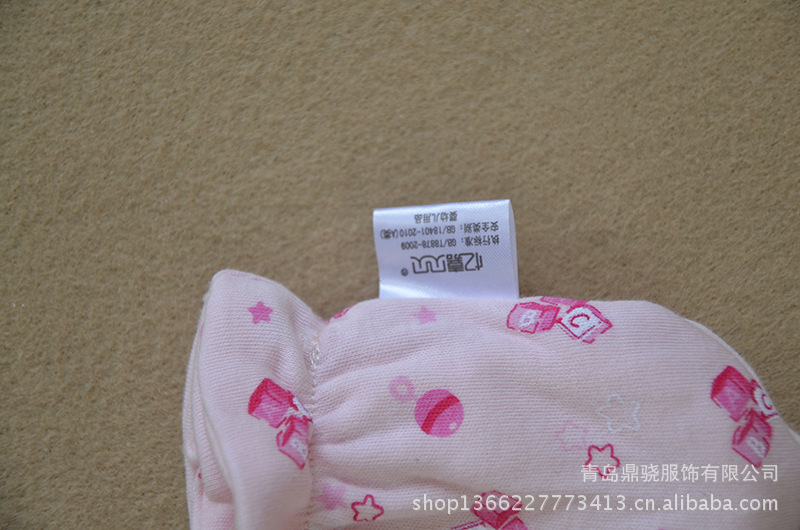 亿嘉贝贝®
执行标准：GB/T8878-2009
安全类别：GB/18401-2010(A类)
婴幼儿用品
青岛鼎骁服饰有限公司
shop1366227773413.cn.alibaba.com